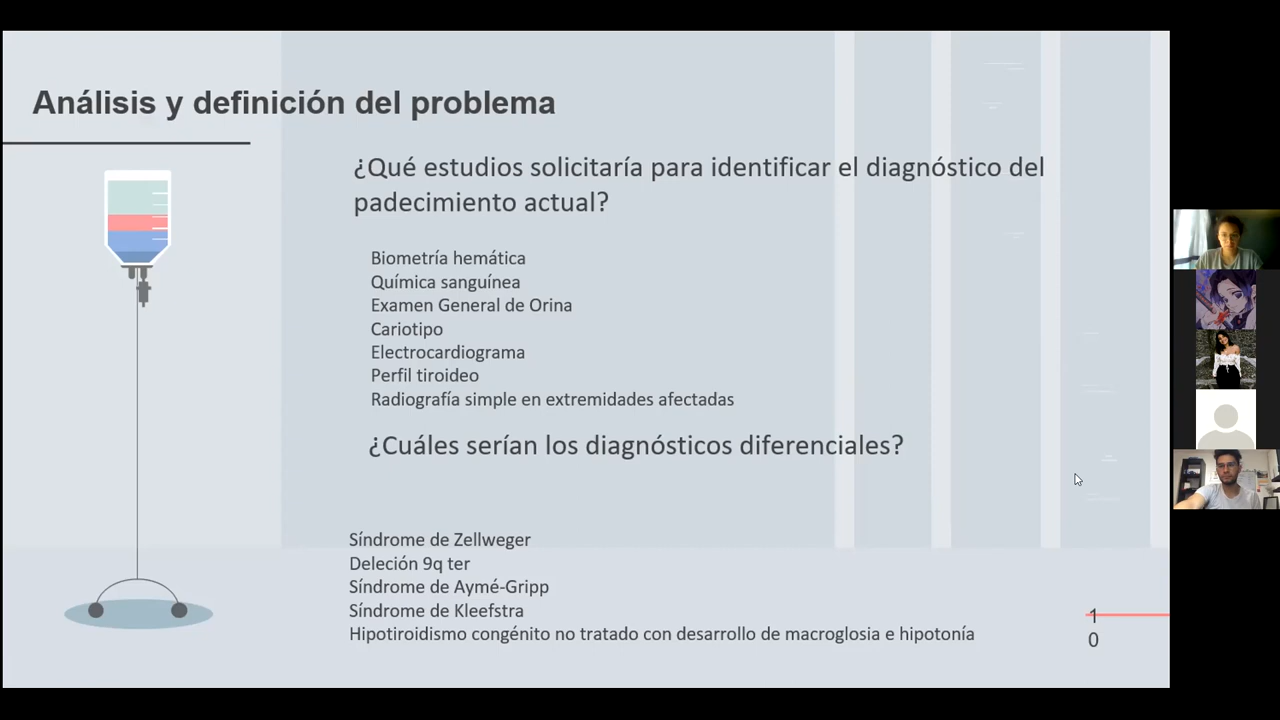 Análisis y definición del problema
¿Qué estudios solicitaría para identificar el diagnóstico del
padecimiento actual?
Biometría hemática
Química sanguínea
Examen General de Orina
Cariotipo
Electrocardiograma
Perfil tiroideo
Radiografía simple en extremidades afectadas
¿Cuáles serían los diagnósticos diferenciales?
Síndrome de Zellweger
Deleción 9q ter
Síndrome de Aymé-Gripp
Síndrome de Kleefstra
Hipotiroidismo congénito no tratado con desarrollo de macroglosia e hipotonía
1
0